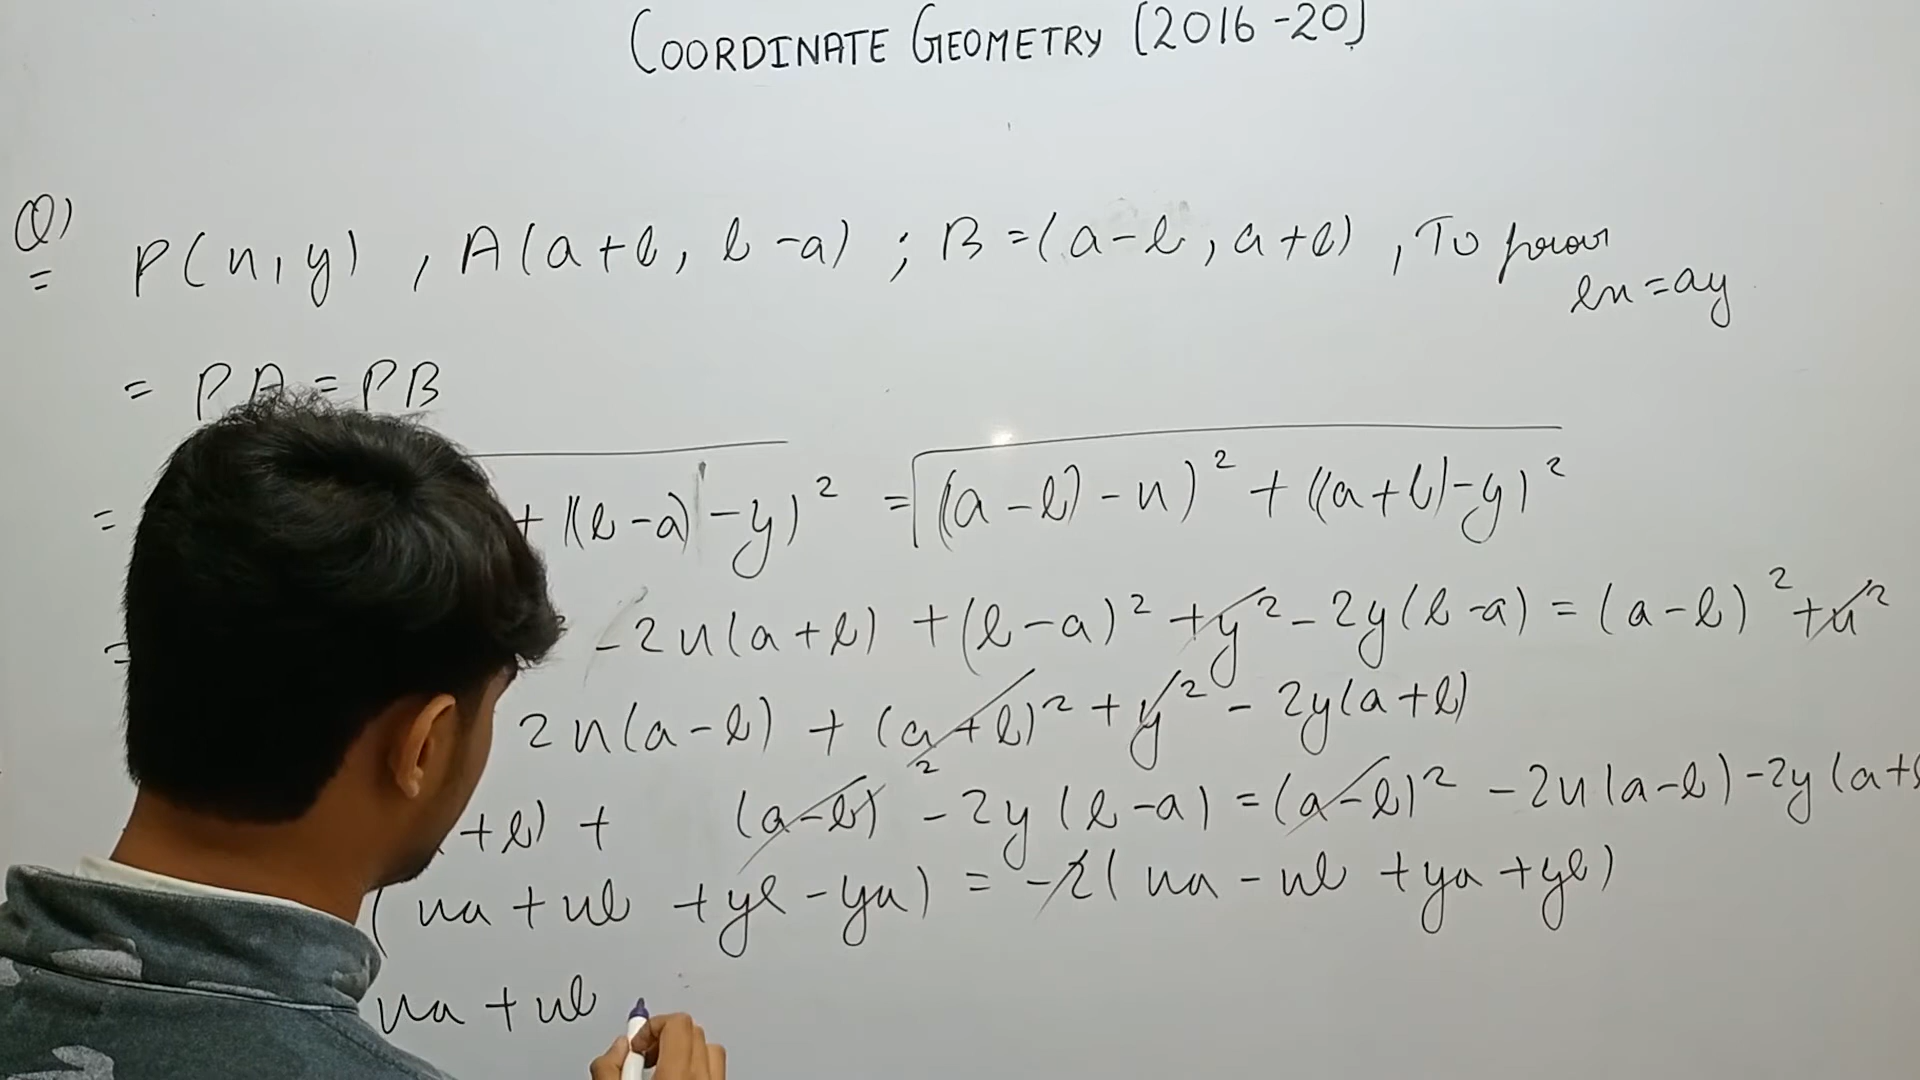 COORDINATE GEOMETRY (2016-20)
Q) P(x, y) , A(a+b, b-a) ; B = (a-b, a+b) , To prove
bx = ay
= PA = PB
= + ((b-a)-y)² = √((a-b)-x)² + ((a+b)-y)²
= -2x(a+b) + (b-a)² + y² - 2y(b-a) = (a-b)² + x²
2x(a-b) + (a+b)² + y² - 2y(a+b)
+b) + (a-b)² - 2y(b-a) = (a-b)² - 2x(a-b) - 2y(a+b
(xa + xb + yb - ya) = -2(xa - xb + ya + yb)
xa + xb